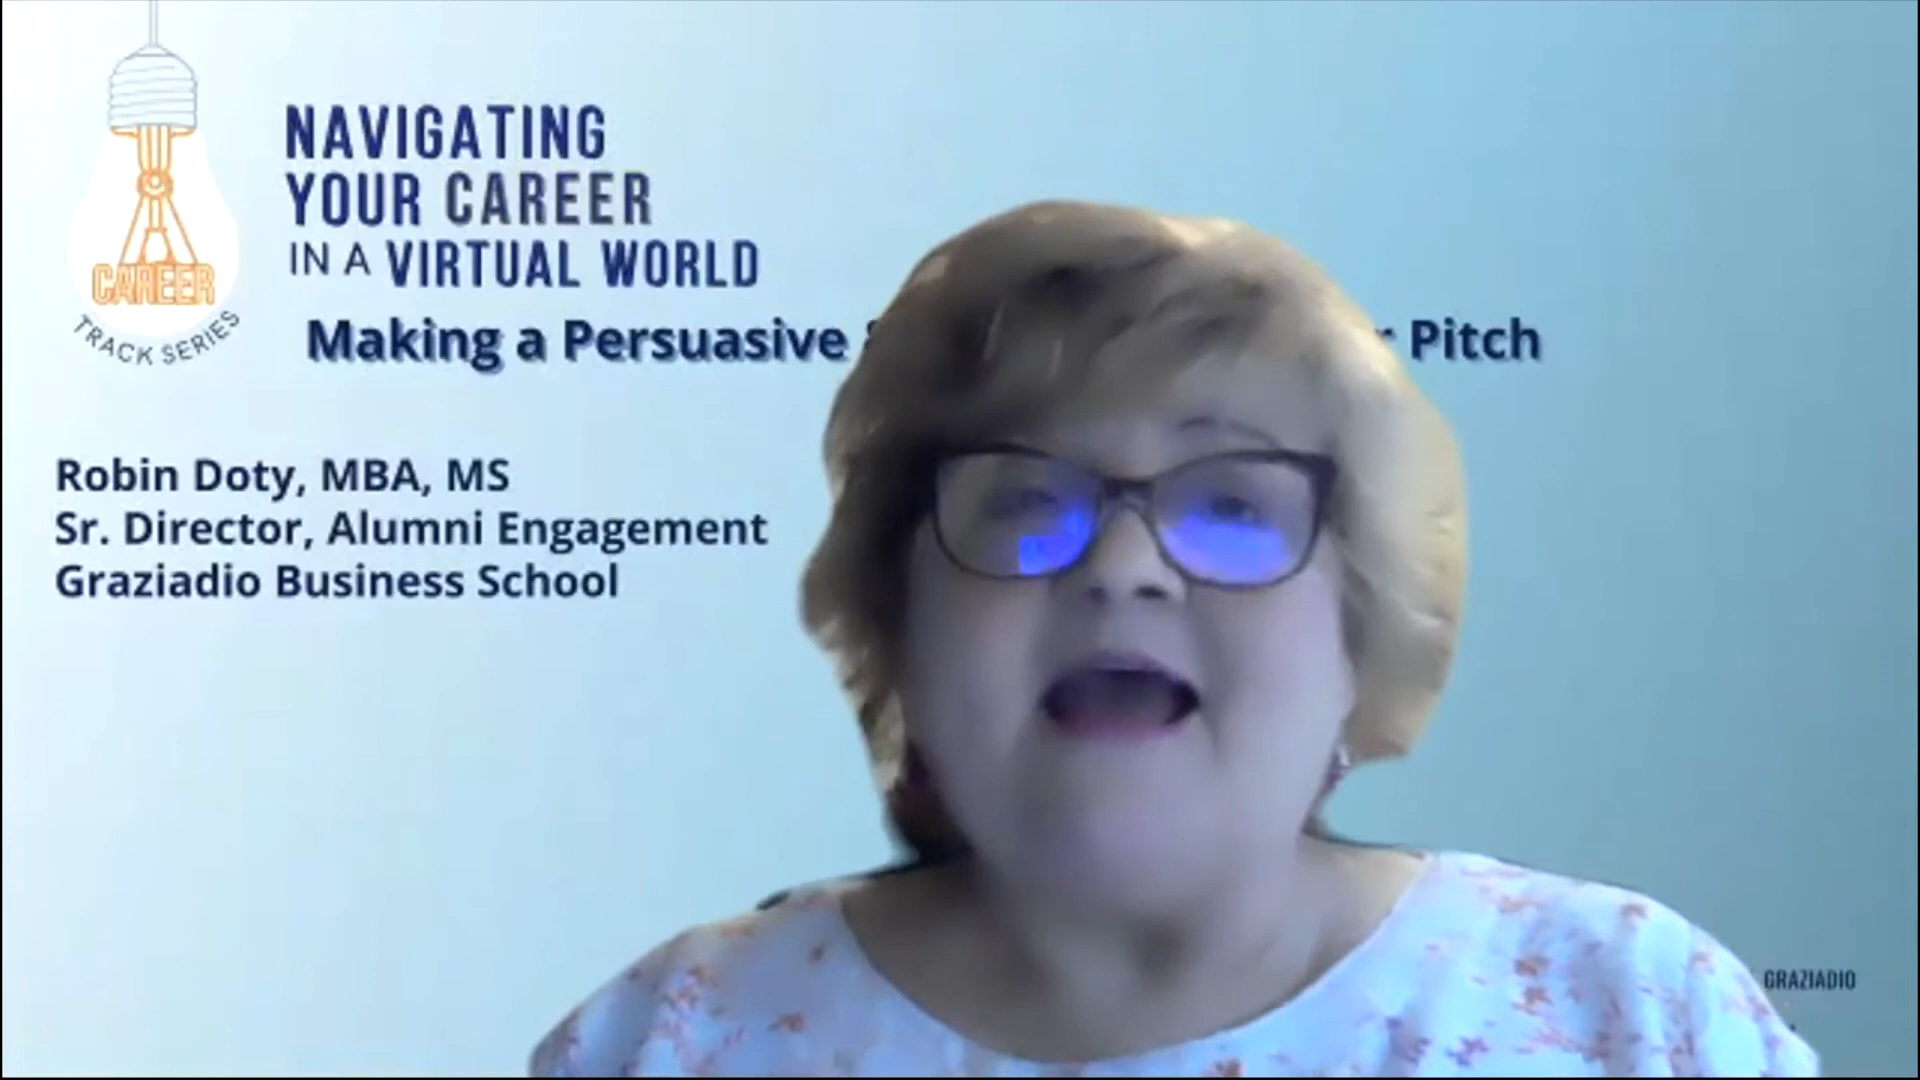 CAREER
TRACK SERIES
NAVIGATING
YOUR CAREER
IN A VIRTUAL WORLD
Making a Persuasive Pitch
Robin Doty, MBA, MS
Sr. Director, Alumni Engagement
Graziadio Business School
GRAZIADIO